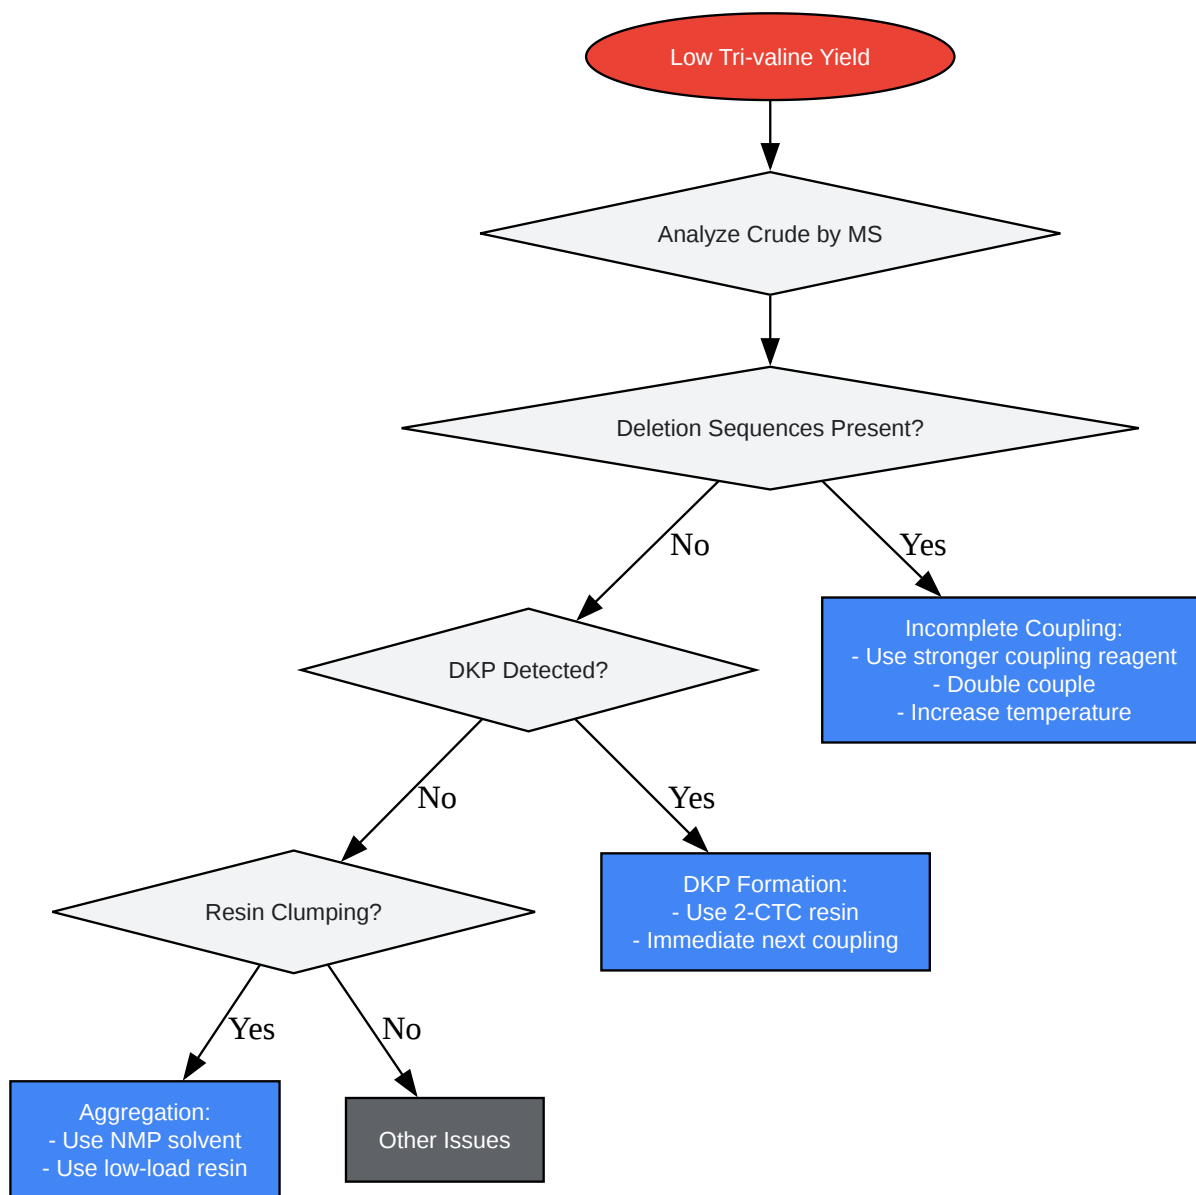 Low Tri-valine Yield
Analyze Crude by MS
Deletion Sequences Present?
No
Yes
Incomplete Coupling:
- Use stronger coupling reagent
- Double couple
- Increase temperature
DKP Detected?
No
Yes
DKP Formation:
- Use 2-CTC resin
- Immediate next coupling
Resin Clumping?
Yes
No
Aggregation:
- Use NMP solvent
- Use low-load resin
Other Issues